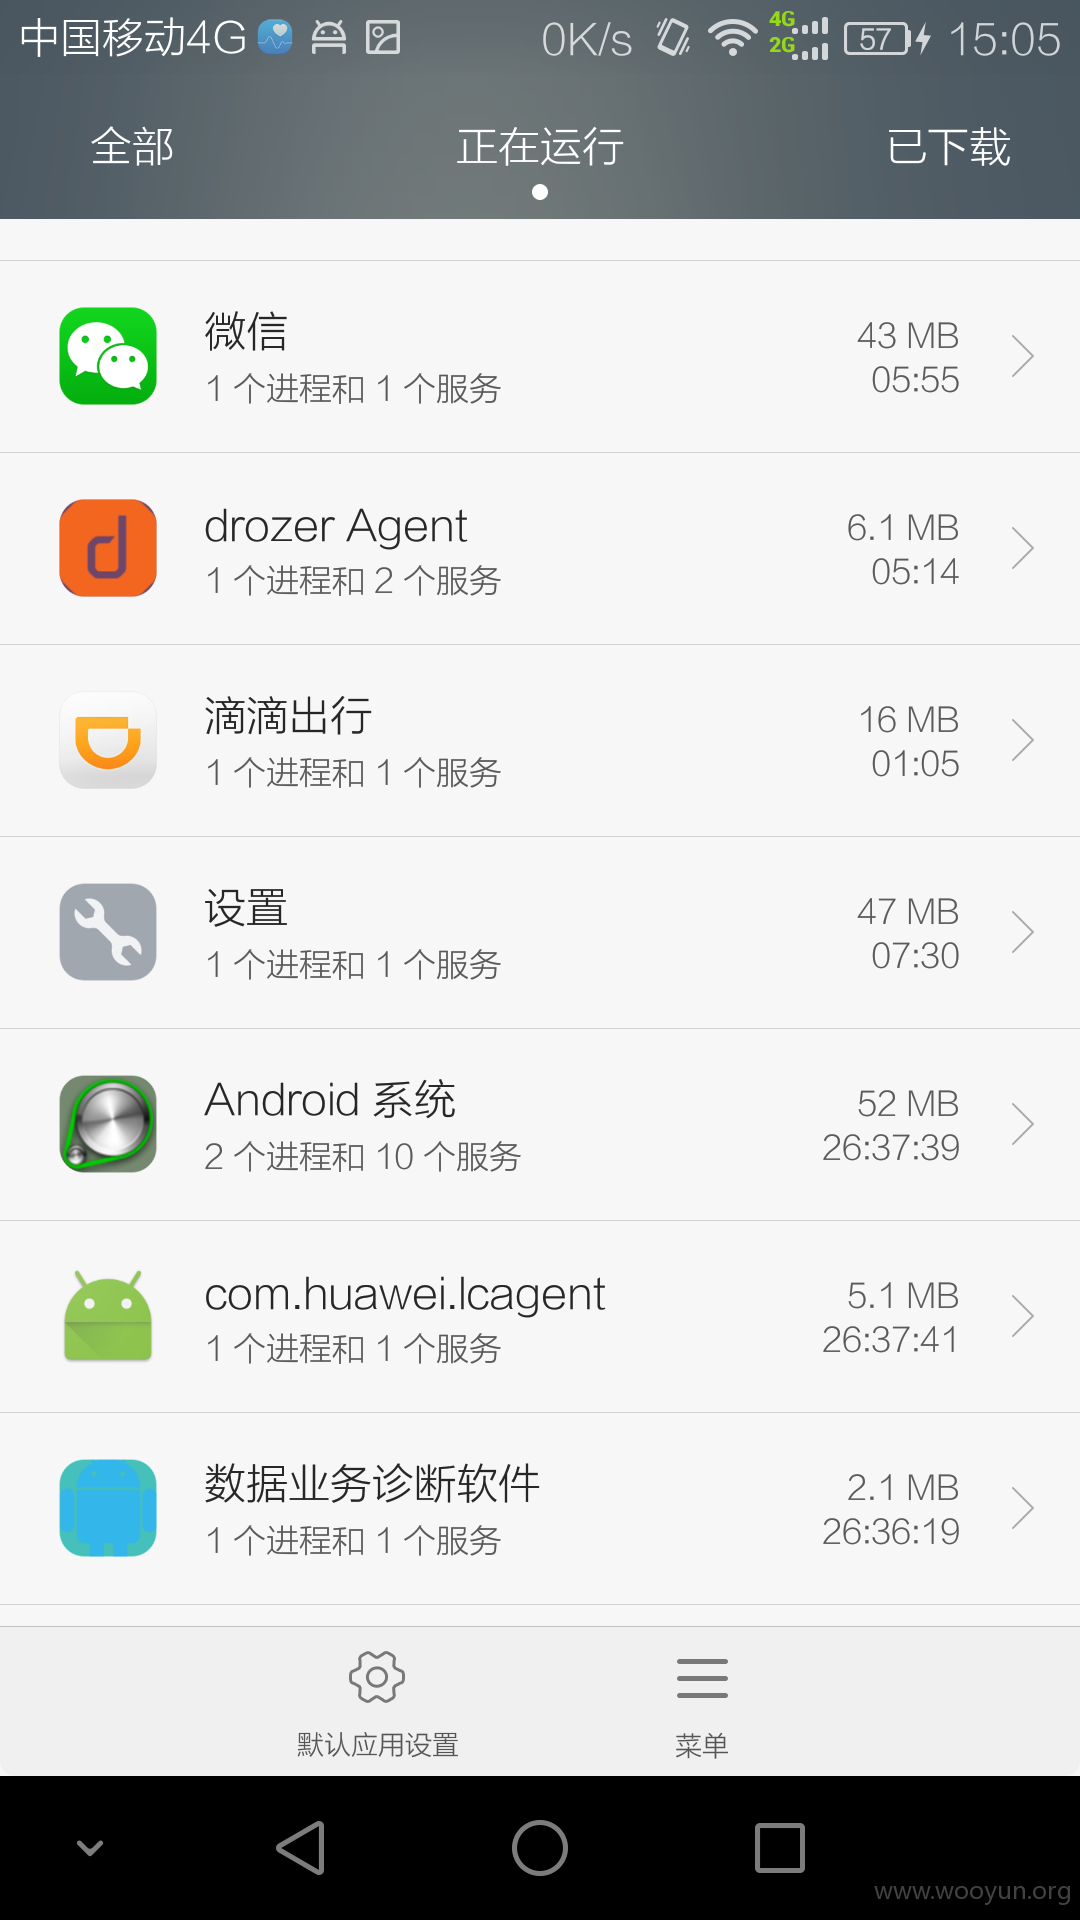 中国移动4G 0K/s 4G 2G 57 15:05
全部 正在运行 已下载
微信 43 MB
1 个进程和 1 个服务 05:55
drozer Agent 6.1 MB
1 个进程和 2 个服务 05:14
滴滴出行 16 MB
1 个进程和 1 个服务 01:05
设置 47 MB
1 个进程和 1 个服务 07:30
Android 系统 52 MB
2 个进程和 10 个服务 26:37:39
com.huawei.lcagent 5.1 MB
1 个进程和 1 个服务 26:37:41
数据业务诊断软件 2.1 MB
1 个进程和 1 个服务 26:36:19
默认应用设置 菜单
www.wooyun.org